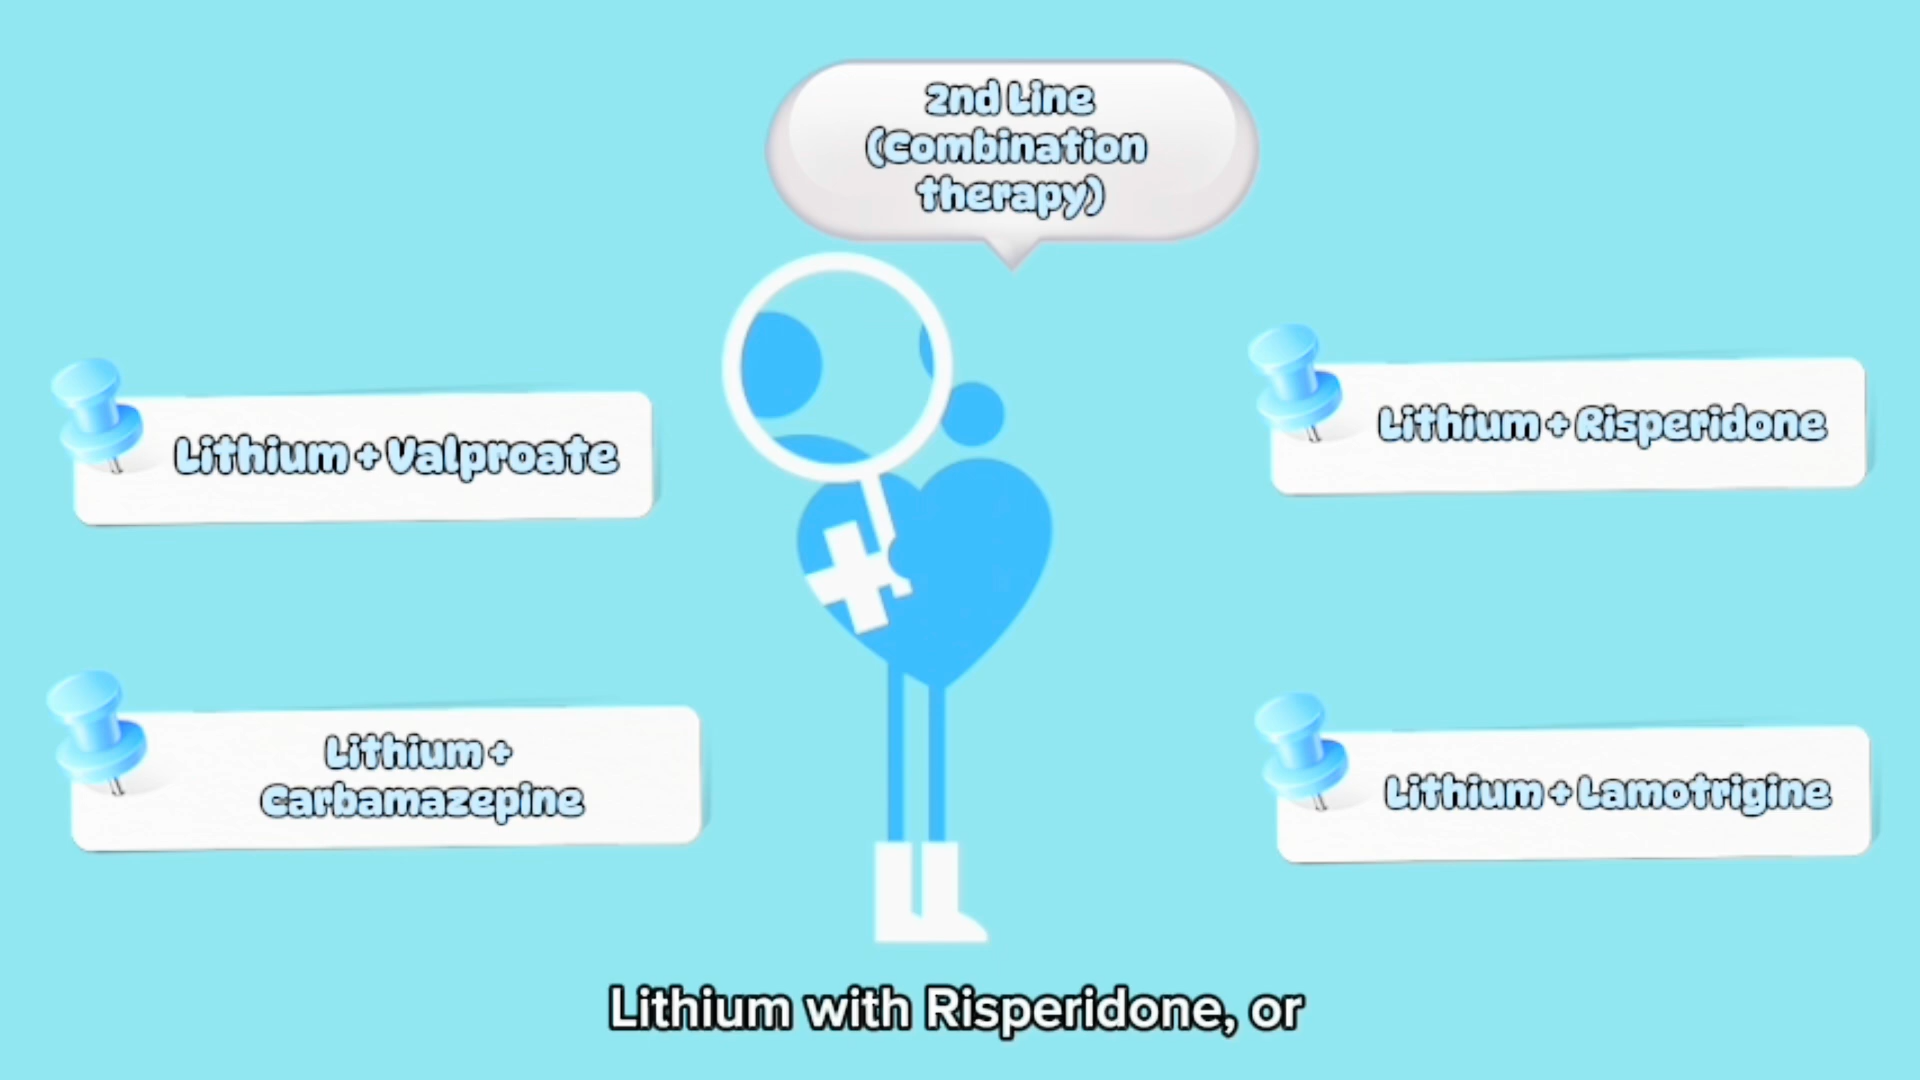 2nd Line
(Combination
therapy)
Lithium + Valproate
Lithium + Risperidone
Lithium +
Carbamazepine
Lithium + Lamotrigine
Lithium with Risperidone, or